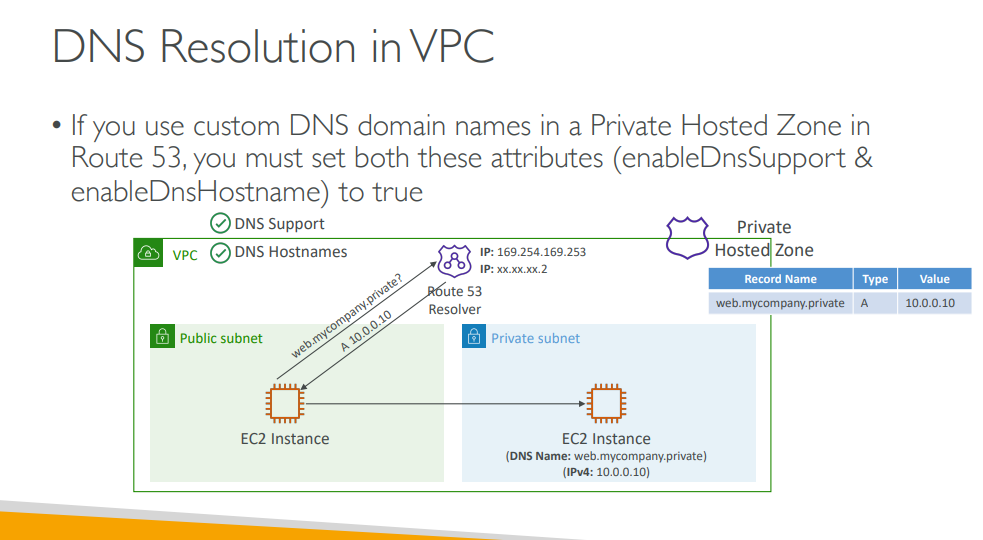 DNS Resolution in VPC
• If you use custom DNS domain names in a Private Hosted Zone in
Route 53, you must set both these attributes (enableDnsSupport &
enableDnsHostname) to true
DNS Support
VPC
DNS Hostnames
IP: 169.254.169.253
IP: xx.xx.xx.2
Route 53
Resolver
Private
Hosted Zone
Record Name Type Value
web.mycompany.private A 10.0.0.10
web.mycompany.private?
A 10.0.0.10
Public subnet
EC2 Instance
Private subnet
EC2 Instance
(DNS Name: web.mycompany.private)
(IPv4: 10.0.0.10)